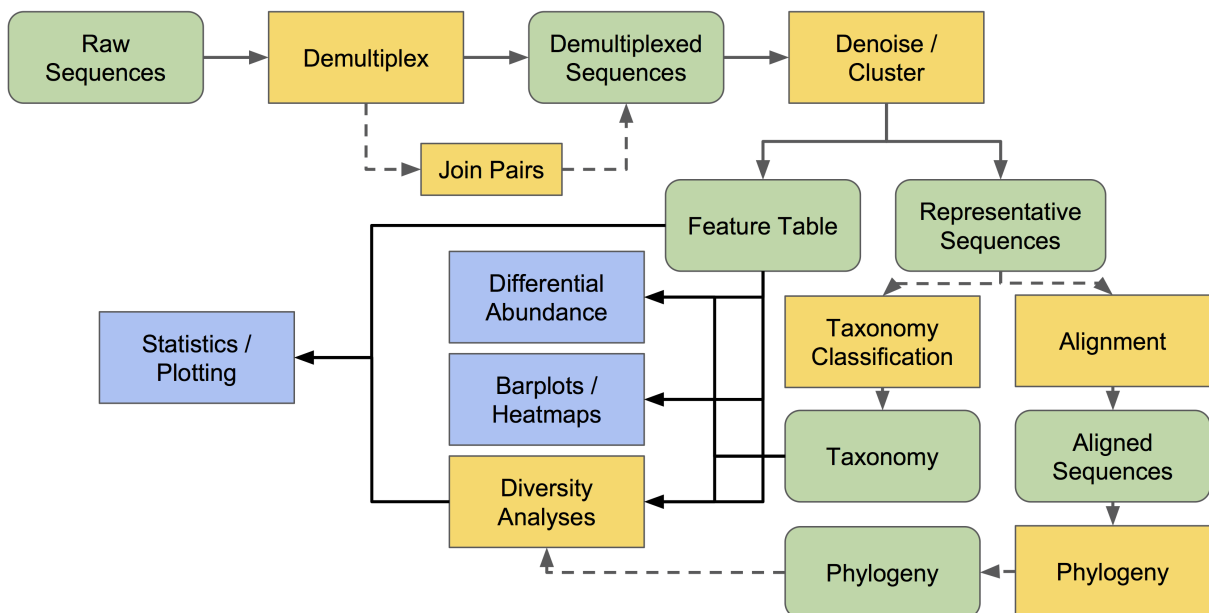 Raw
Sequences
Demultiplex
Demultiplexed
Sequences
Denoise /
Cluster
Join Pairs
Feature Table
Representative
Sequences
Differential
Abundance
Taxonomy
Classification
Alignment
Statistics /
Plotting
Barplots /
Heatmaps
Taxonomy
Aligned
Sequences
Diversity
Analyses
Phylogeny
Phylogeny